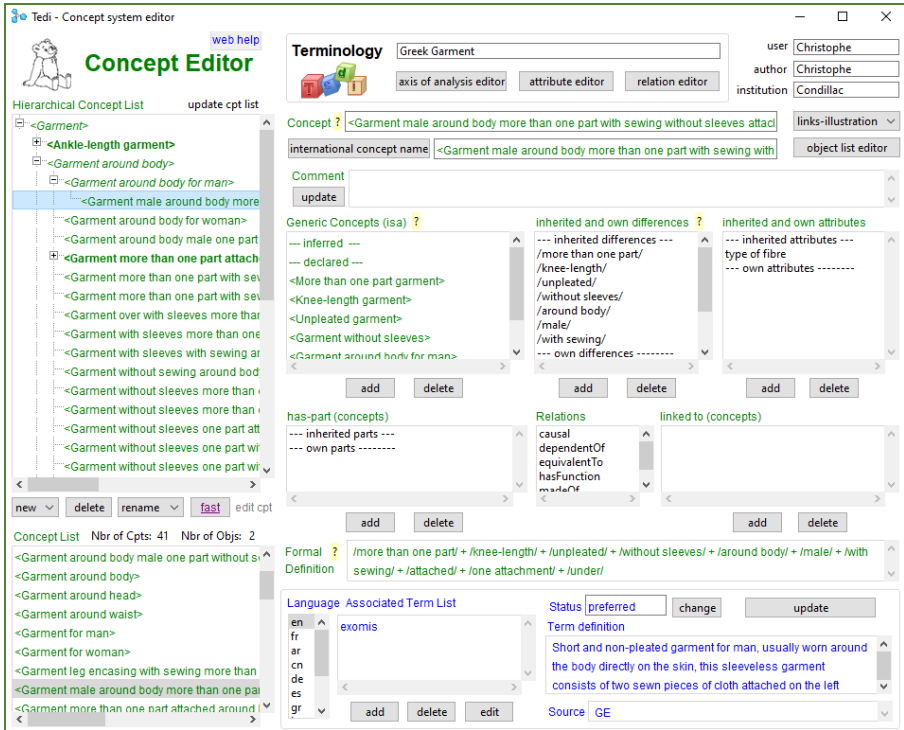 Tedi - Concept system editor
web help
Concept Editor
Hierarchical Concept List
update cpt list
<Garment>
<Ankle-length garment>
<Garment around body>
<Garment around body for man>
<Garment male around body more
<Garment around body for woman>
<Garment around body male one part
<Garment more than one part attach
<Garment more than one part with sev
<Garment more than one part with sev
<Garment over with sleeves more than
<Garment with sleeves more than one
<Garment with sleeves with sewing ar
<Garment without sewing around body
<Garment without sleeves more than
<Garment without sleeves more than
<Garment without sleeves one part att
<Garment without sleeves one part wi
<Garment without sleeves one part wi
new
delete
rename
fast
edit cpt
Concept List
Nbr of Cpts: 41
Nbr of Objs: 2
<Garment around body male one part without s
<Garment around body>
<Garment around head>
<Garment around waist>
<Garment for man>
<Garment for woman>
<Garment leg encasing with sewing more than
<Garment male around body more than one par
<Garment more than one part attached around
Terminology
Greek Garment
T e d i
axis of analysis editor
attribute editor
relation editor
user
Christophe
author
Christophe
institution
Condillac
Concept ?
<Garment male around body more than one part with sewing without sleeves attacl
links-illustration
international concept name
<Garment male around body more than one part with sewing with
object list editor
Comment
update
Generic Concepts (isa) ?
--- inferred ---
--- declared ---
<More than one part garment>
<Knee-length garment>
<Unpleated garment>
<Garment without sleeves>
<Garment around body for man>
add
delete
inherited and own differences ?
--- inherited differences ---
/more than one part/
/knee-length/
/unpleated/
/without sleeves/
/around body/
/male/
/with sewing/
--- own differences --------
add
delete
inherited and own attributes
--- inherited attributes ---
type of fibre
--- own attributes --------
add
delete
has-part (concepts)
--- inherited parts ---
--- own parts --------
add
delete
Relations
causal
dependentOf
equivalentTo
hasFunction
madeOf
linked to (concepts)
add
delete
Formal ?
Definition
/more than one part/ + /knee-length/ + /unpleated/ + /without sleeves/ + /around body/ + /male/ + /with
sewing/ + /attached/ + /one attachment/ + /under/
Language
en
fr
ar
cn
de
es
gr
Associated Term List
exomis
add
delete
edit
Status
preferred
change
update
Term definition
Short and non-pleated garment for man, usually worn around
the body directly on the skin, this sleeveless garment
consists of two sewn pieces of cloth attached on the left
Source
GE